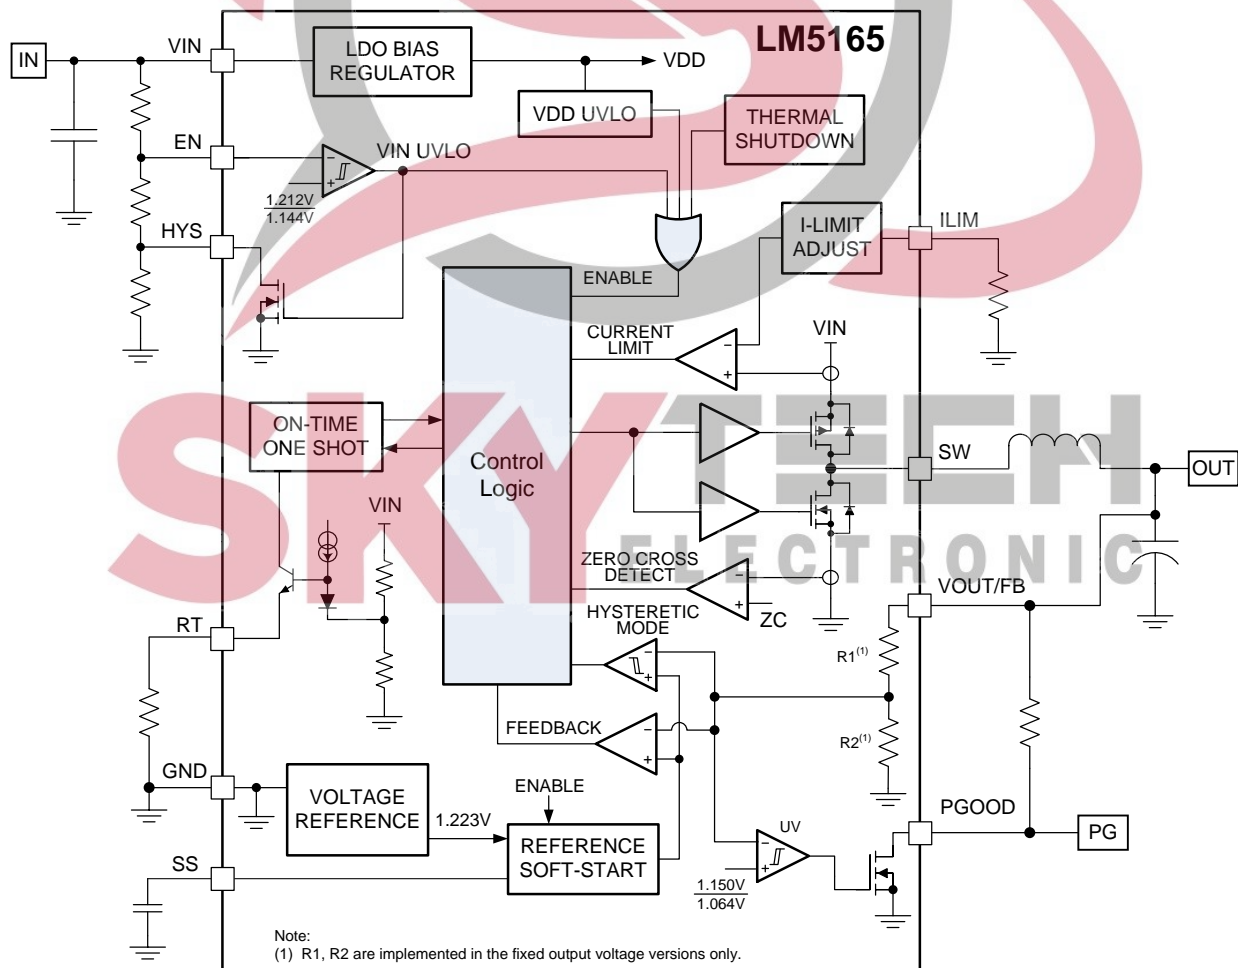 LM5165
IN
VIN
LDO BIAS
REGULATOR
VDD
VDD UVLO
THERMAL
SHUTDOWN
EN
VIN UVLO
−
+
1.212V
1.144V
HYS
I-LIMIT
ADJUST
ILIM
ENABLE
CURRENT
LIMIT
VIN
−
+
ON-TIME
ONE SHOT
Control
Logic
SKYTECH
ELECTRONIC
SW
OUT
VIN
ZERO CROSS
DETECT
−
+
ZC
VOUT/FB
HYSTERETIC
MODE
−
+
R1(1)
RT
FEEDBACK
−
+
R2(1)
GND
VOLTAGE
REFERENCE
1.223V
ENABLE
REFERENCE
SOFT-START
PGOOD
PG
UV
−
+
1.150V
1.064V
SS
Note:
(1) R1, R2 are implemented in the fixed output voltage versions only.